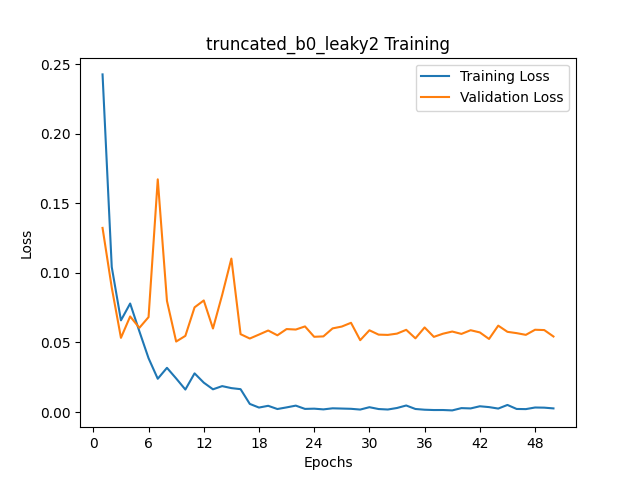 truncated_b0_leaky2 Training
Training Loss
Validation Loss
0.25
0.20
0.15
0.10
0.05
0.00
Loss
0 6 12 18 24 30 36 42 48
Epochs